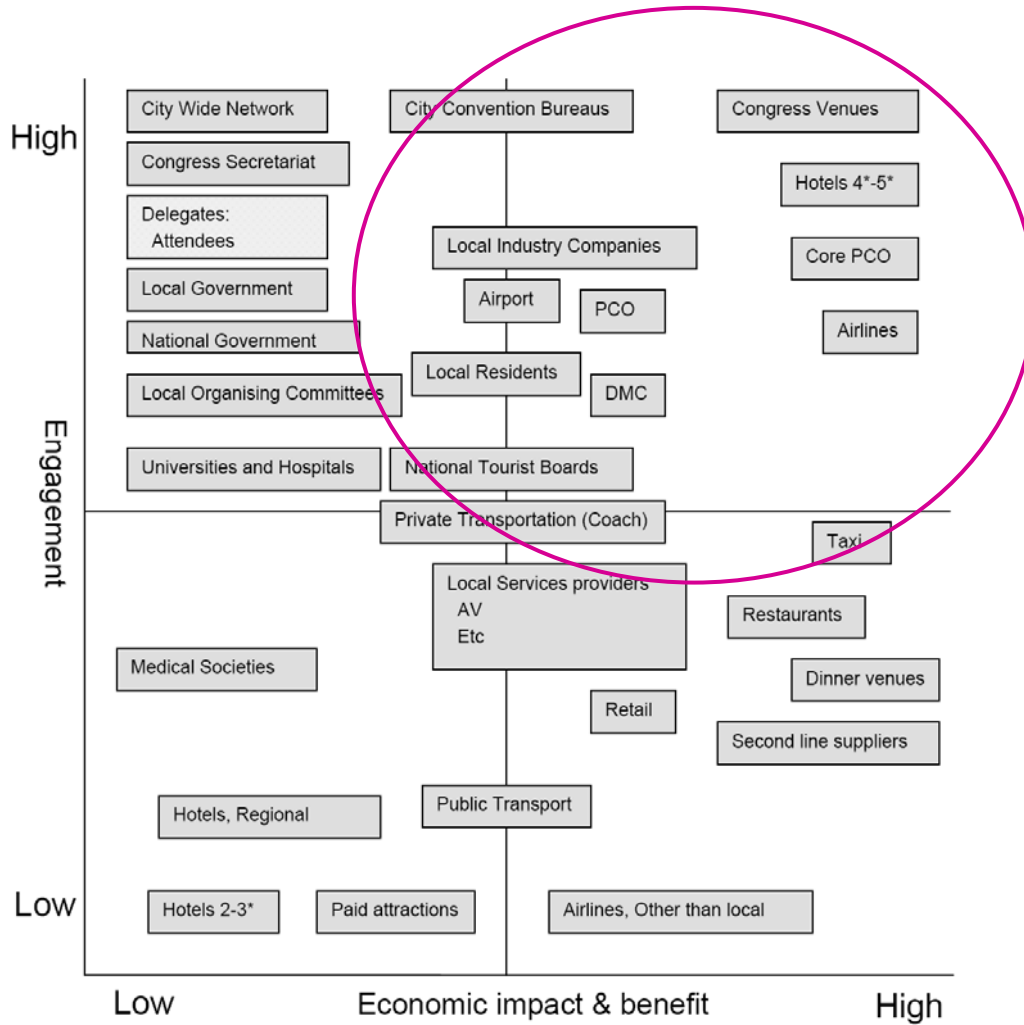 City Wide Network
City Convention Bureaus
Congress Venues
High
Congress Secretariat
Hotels 4*-5*
Delegates:
Attendees
Local Industry Companies
Core PCO
Local Government
Airport
PCO
Airlines
National Government
Local Residents
Local Organising Committees
DMC
Engagement
Universities and Hospitals
National Tourist Boards
Private Transportation (Coach)
Taxi
Local Services providers
AV
Etc
Restaurants
Medical Societies
Dinner venues
Retail
Second line suppliers
Hotels, Regional
Public Transport
Low
Hotels 2-3*
Paid attractions
Airlines, Other than local
Low
Economic impact & benefit
High